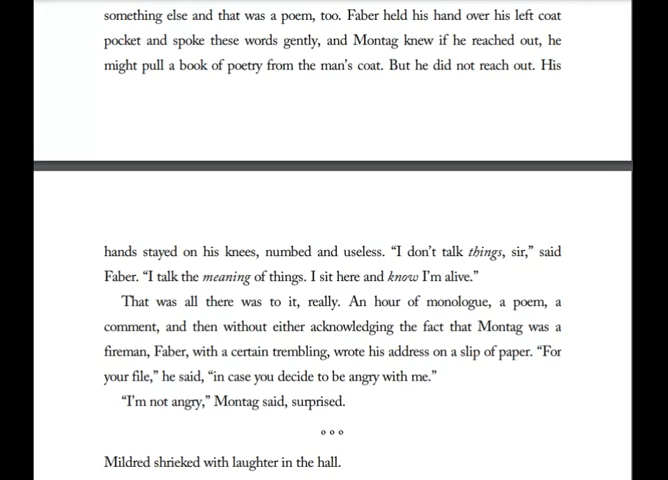 something else and that was a poem, too. Faber held his hand over his left coat
pocket and spoke these words gently, and Montag knew if he reached out, he
might pull a book of poetry from the man’s coat. But he did not reach out. His
hands stayed on his knees, numbed and useless. “I don’t talk things, sir,” said
Faber. “I talk the meaning of things. I sit here and know I’m alive.”
That was all there was to it, really. An hour of monologue, a poem, a
comment, and then without either acknowledging the fact that Montag was a
fireman, Faber, with a certain trembling, wrote his address on a slip of paper. “For
your file,” he said, “in case you decide to be angry with me.”
“I’m not angry,” Montag said, surprised.
o o o
Mildred shrieked with laughter in the hall.